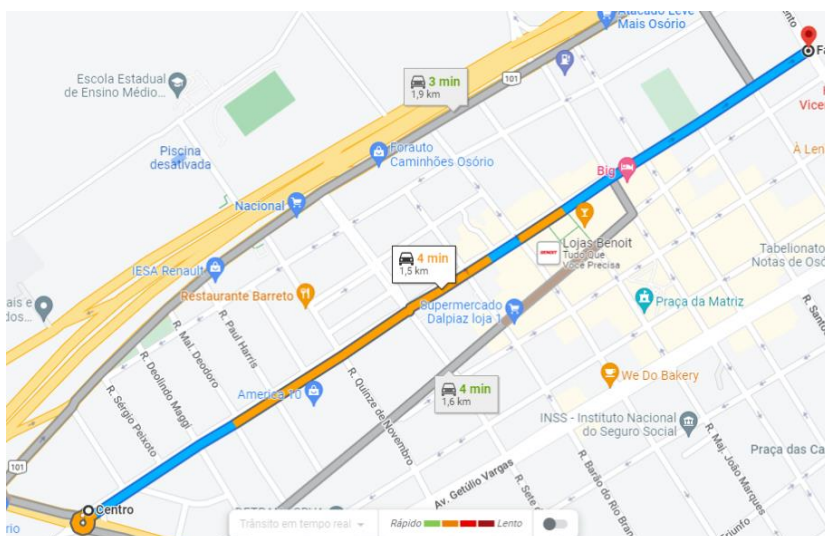 Atacado Leve
Mais Osório
Escola Estadual
de Ensino Médio...
3 min
1,9 km
101
Piscina
desativada
Forauto
Caminhões Osório
Big
Nacional
À Len
Lojas Benoit
Tudo que
Você Precisa
BENOIT
4 min
1,5 km
IESA Renault
Tabelionato
Notas de Osó
Restaurante Barreto
Supermercado
Dalpiaz loja 1
Praça da Matriz
R. Paul Harris
R. Mal. Deodoro
R. Deolindo Maggi
R. Sérgio Peixoto
R. Quinze de Novembro
America
4 min
1,6 km
We Do Bakery
INSS - Instituto Nacional
do Seguro Social
R. Maj. João Marques
Praça das Ca
101
Av. Getúlio Vargas
R. Sete
R. Barão do Rio Bran
Centro
Trânsito em tempo real
Rápido
Lento